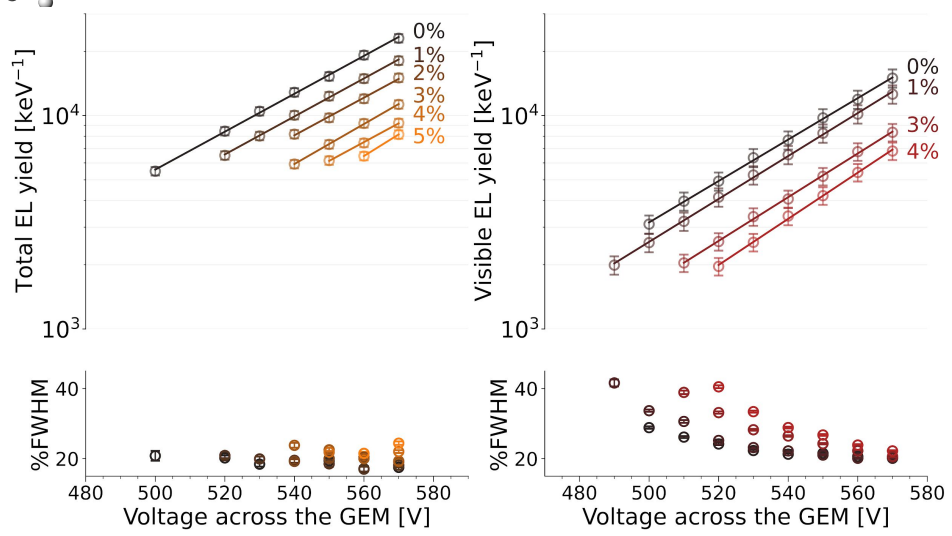 0%
1%
2%
3%
4%
5%
10⁴
10³
Total EL yield [keV⁻¹]
0%
1%
3%
4%
10⁴
10³
Visible EL yield [keV⁻¹]
40
20
%FWHM
480 500 520 540 560 580
Voltage across the GEM [V]
40
20
%FWHM
480 500 520 540 560 580
Voltage across the GEM [V]